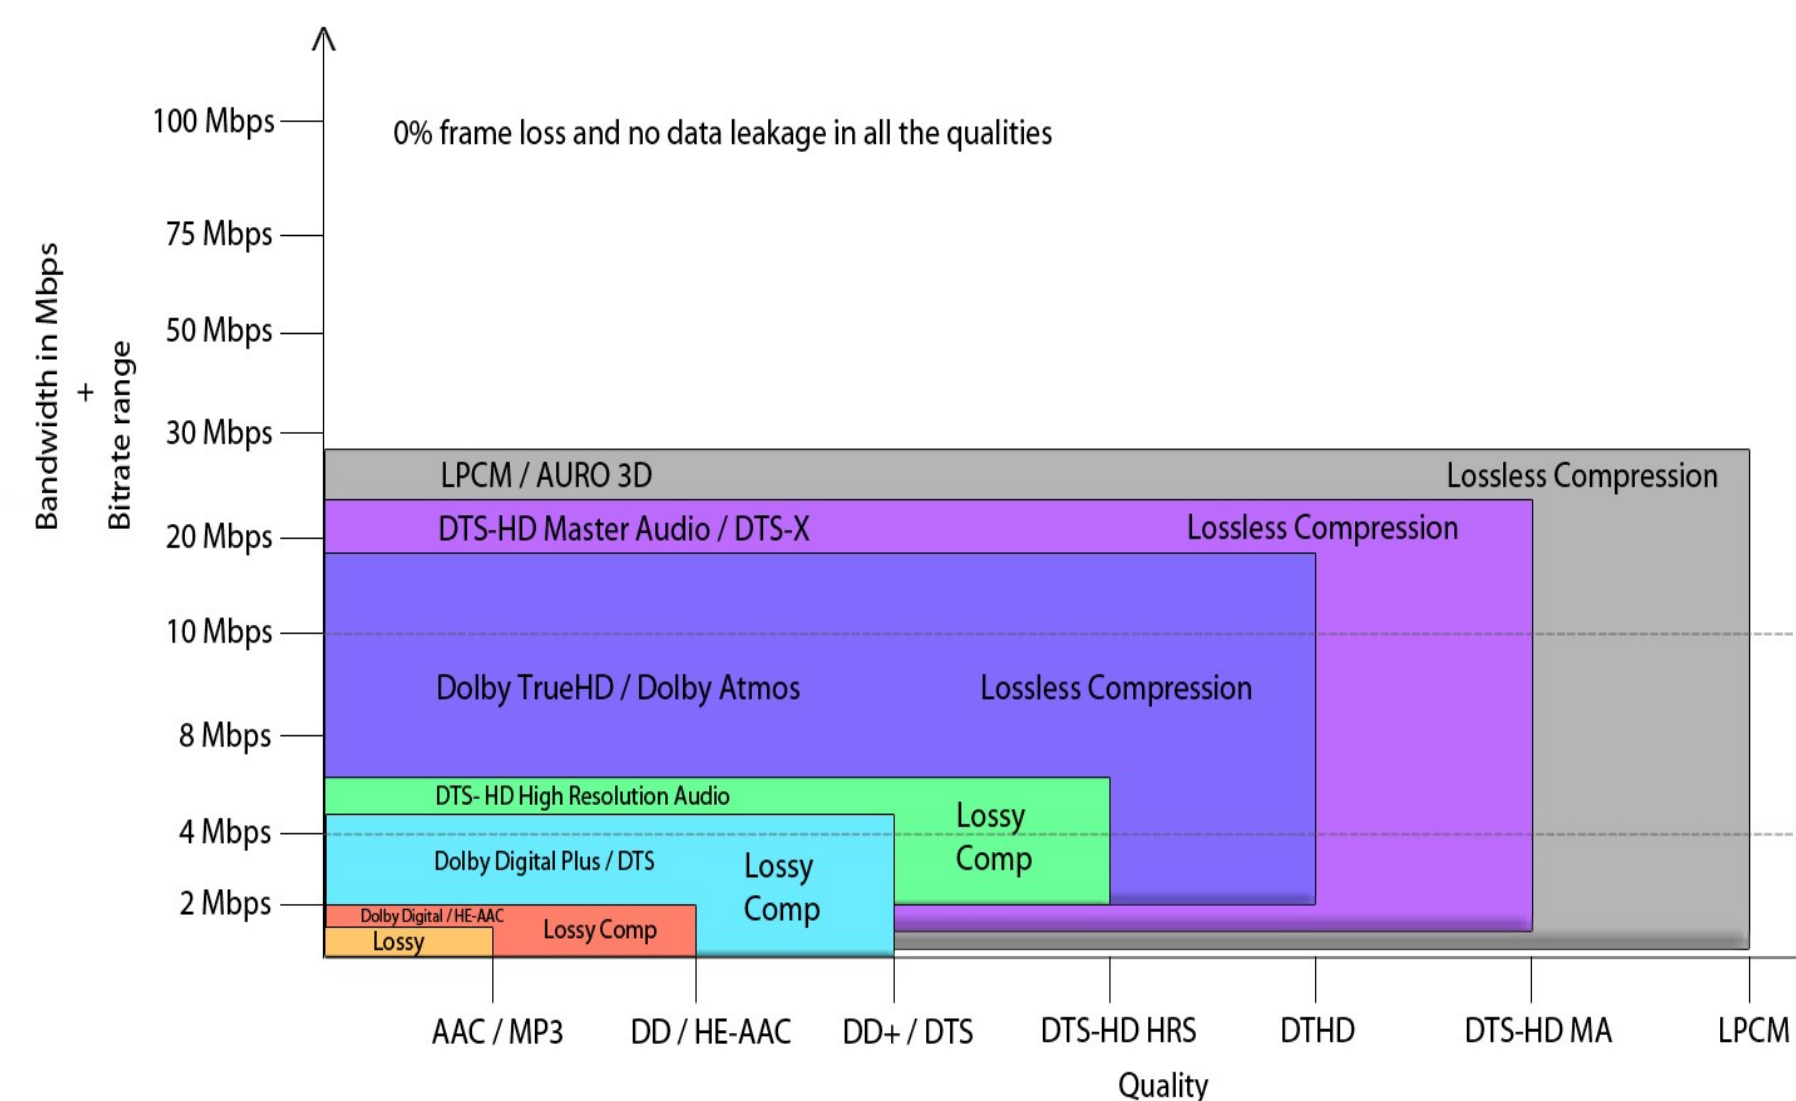 100 Mbps
0% frame loss and no data leakage in all the qualities
75 Mbps
50 Mbps
30 Mbps
20 Mbps
10 Mbps
8 Mbps
4 Mbps
2 Mbps
Bandwidth in Mbps
+
Bitrate range
LPCM / AURO 3D
Lossless Compression
DTS-HD Master Audio / DTS-X
Lossless Compression
Dolby TrueHD / Dolby Atmos
Lossless Compression
DTS- HD High Resolution Audio
Lossy
Comp
Dolby Digital Plus / DTS
Lossy
Comp
Dolby Digital / HE-AAC
Lossy Comp
Lossy
AAC / MP3
DD / HE-AAC
DD+ / DTS
DTS-HD HRS
DTHD
DTS-HD MA
LPCM
Quality